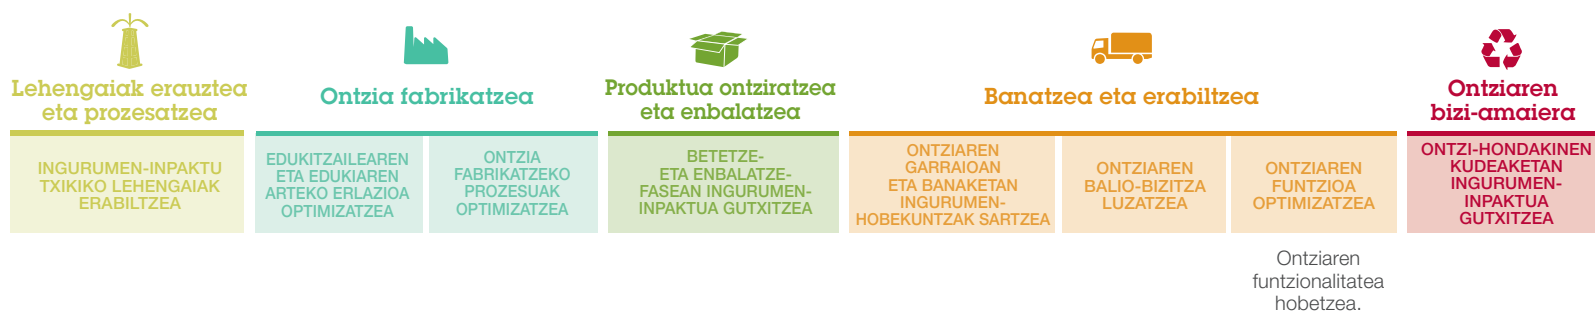 Lehengaiak erauztea
eta prozesatzea
Ontzia fabrikatzea
Produktua ontziratzea
eta enbalatzea
Banatzea eta erabiltzea
Ontziaren
bizi-amaiera
INGURUMEN-INPAKTU
TXIKIKO LEHENGAIAK
ERABILTZEA
EDUKITZAILEAREN
ETA EDUKIAREN
ARTEKO ERLAZIOA
OPTIMIZATZEA
ONTZIA
FABRIKATZEKO
PROZESUAK
OPTIMIZATZEA
BETETZE-
ETA ENBALATZE-
FASEAN INGURUMEN-
INPAKTUA GUTXITZEA
ONTZIAREN
GARRAIOAN
ETA BANAKETAN
INGURUMEN-
HOBEKUNTZAK SARTZEA
ONTZIAREN
BALIO-BIZITZA
LUZATZEA
ONTZIAREN
FUNTZIOA
OPTIMIZATZEA
ONTZI-HONDAKINEN
KUDEAKETAN
INGURUMEN-
INPAKTUA
GUTXITZEA
Ontziaren
funtzionalitatea
hobetzea.